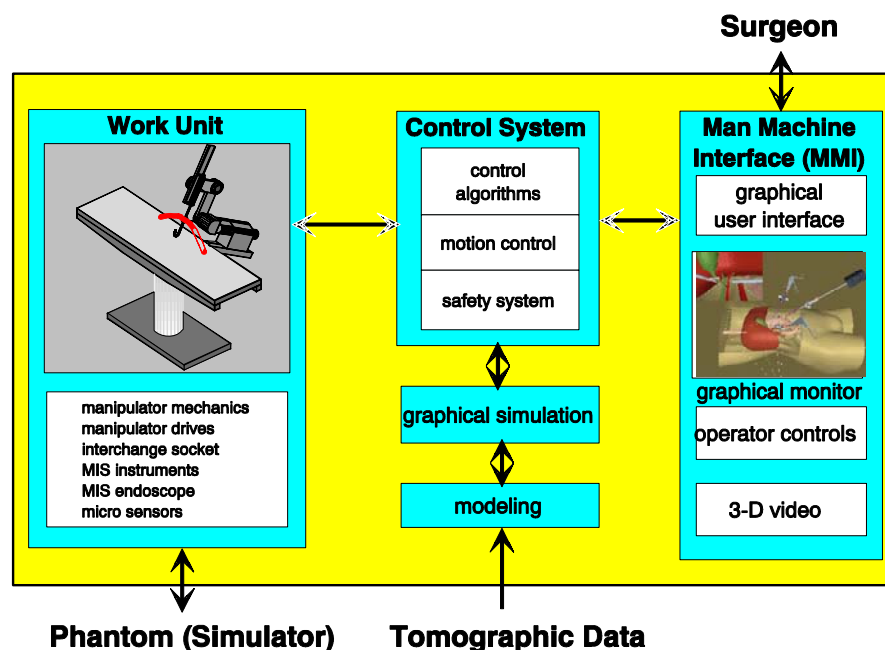 Surgeon
Work Unit
manipulator mechanics
manipulator drives
interchange socket
MIS instruments
MIS endoscope
micro sensors
Control System
control
algorithms
motion control
safety system
graphical simulation
modeling
Man Machine
Interface (MMI)
graphical
user interface
graphical monitor
operator controls
3-D video
Phantom (Simulator)
Tomographic Data